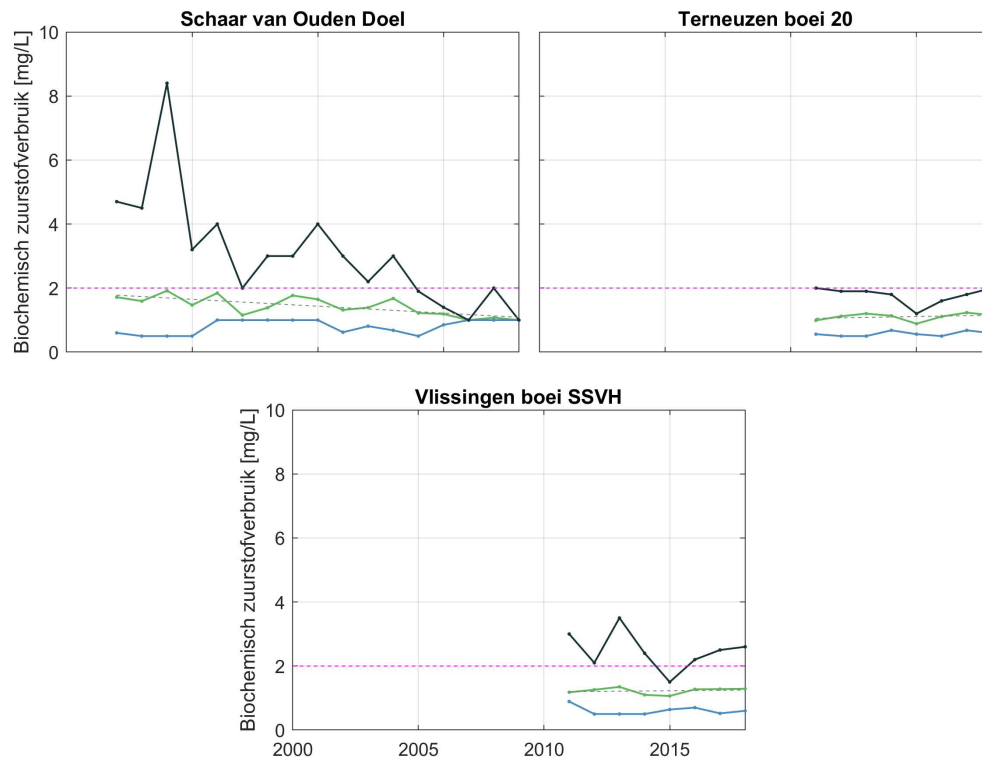 Schaar van Ouden Doel
Terneuzen boei 20
Biochemisch zuurstofverbruik [mg/L]
10
8
6
4
2
0
Vlissingen boei SSVH
Biochemisch zuurstofverbruik [mg/L]
10
8
6
4
2
0
2000 2005 2010 2015